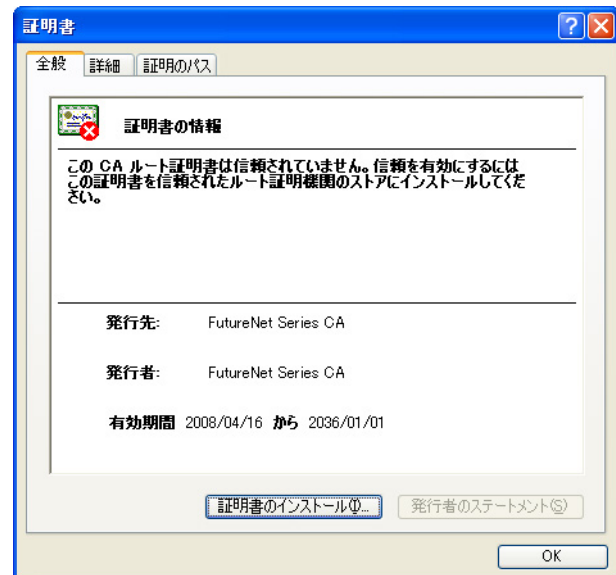 証明書
全般 詳細 証明のパス
証明書の情報
この CA ルート証明書は信頼されていません。信頼を有効にするには
この証明書を信頼されたルート証明機関のストアにインストールしてくだ
さい。
発行先: FutureNet Series CA
発行者: FutureNet Series CA
有効期間 2008/04/16 から 2036/01/01
証明書のインストール(I)... 発行者のステートメント(S)
OK